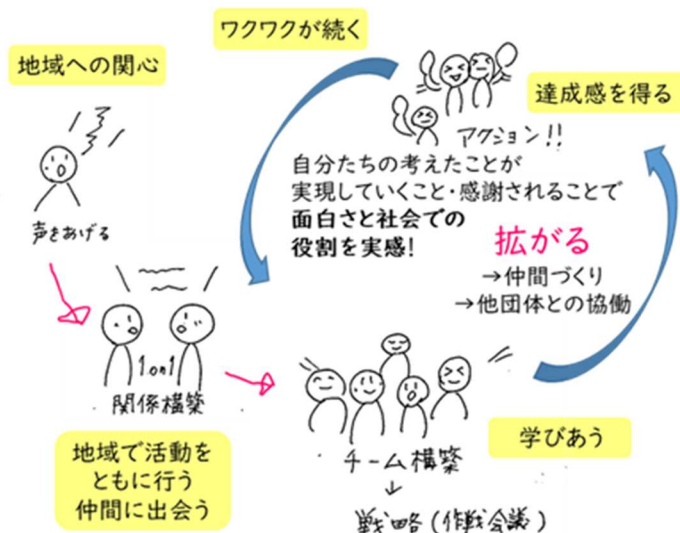 ワクワクが続く
地域への関心
達成感を得る
アクション!!
声をあげる
自分たちの考えたことが
実現していくこと・感謝されることで
面白さと社会での
役割を実感!
拡がる
→仲間づくり
→他団体との協働
1on1
関係構築
地域で活動を
ともに行う
仲間に出会う
学びあう
チーム構築
↓
戦略(作戦会議)